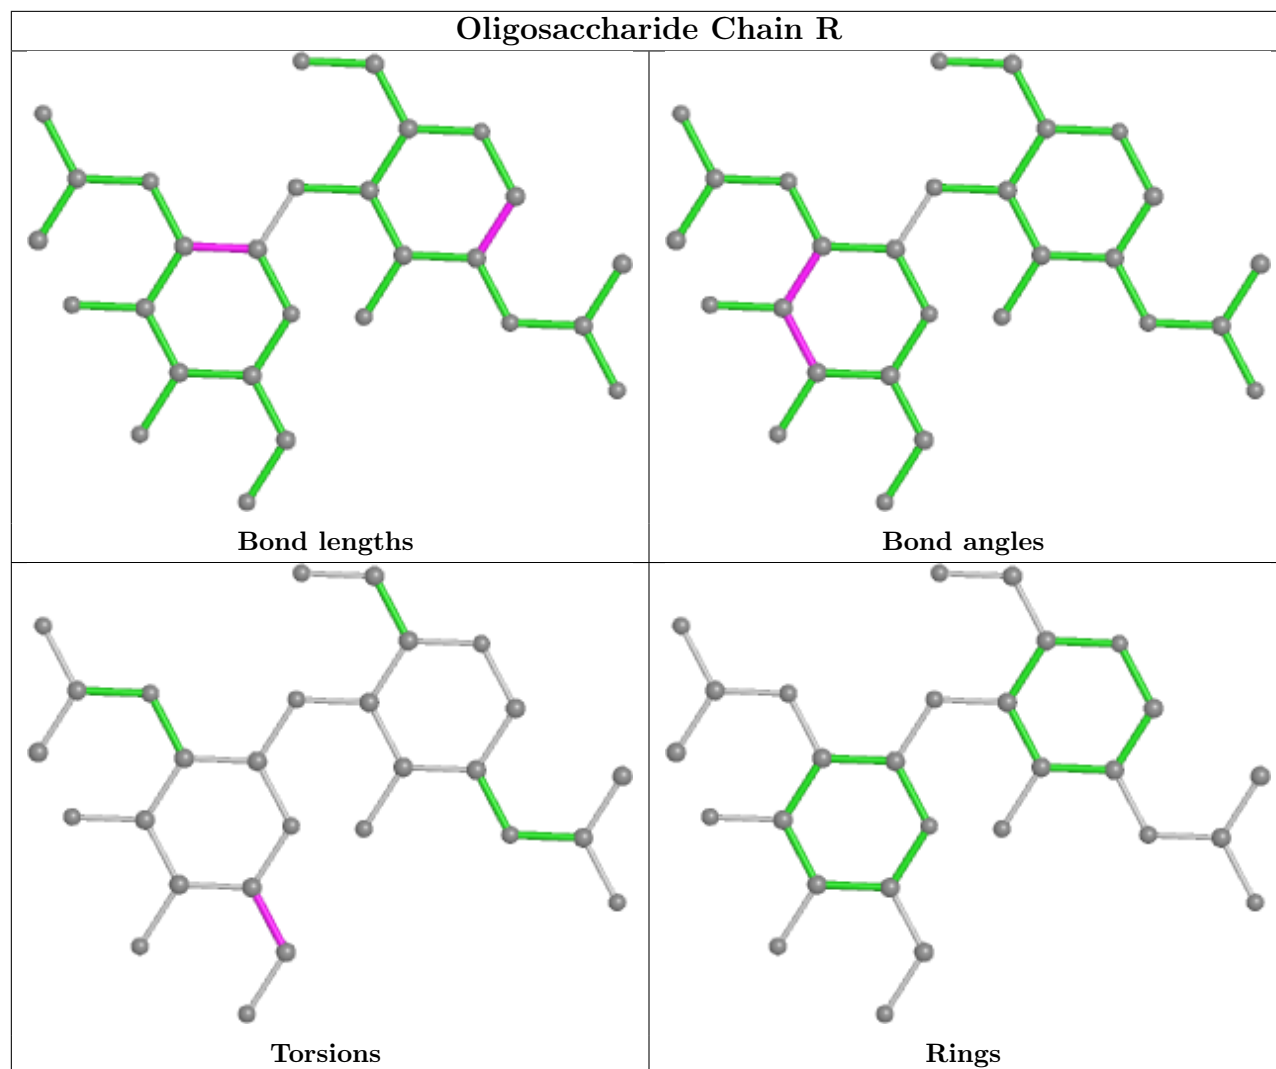 Oligosaccharide Chain R
Bond lengths
Bond angles
Torsions
Rings